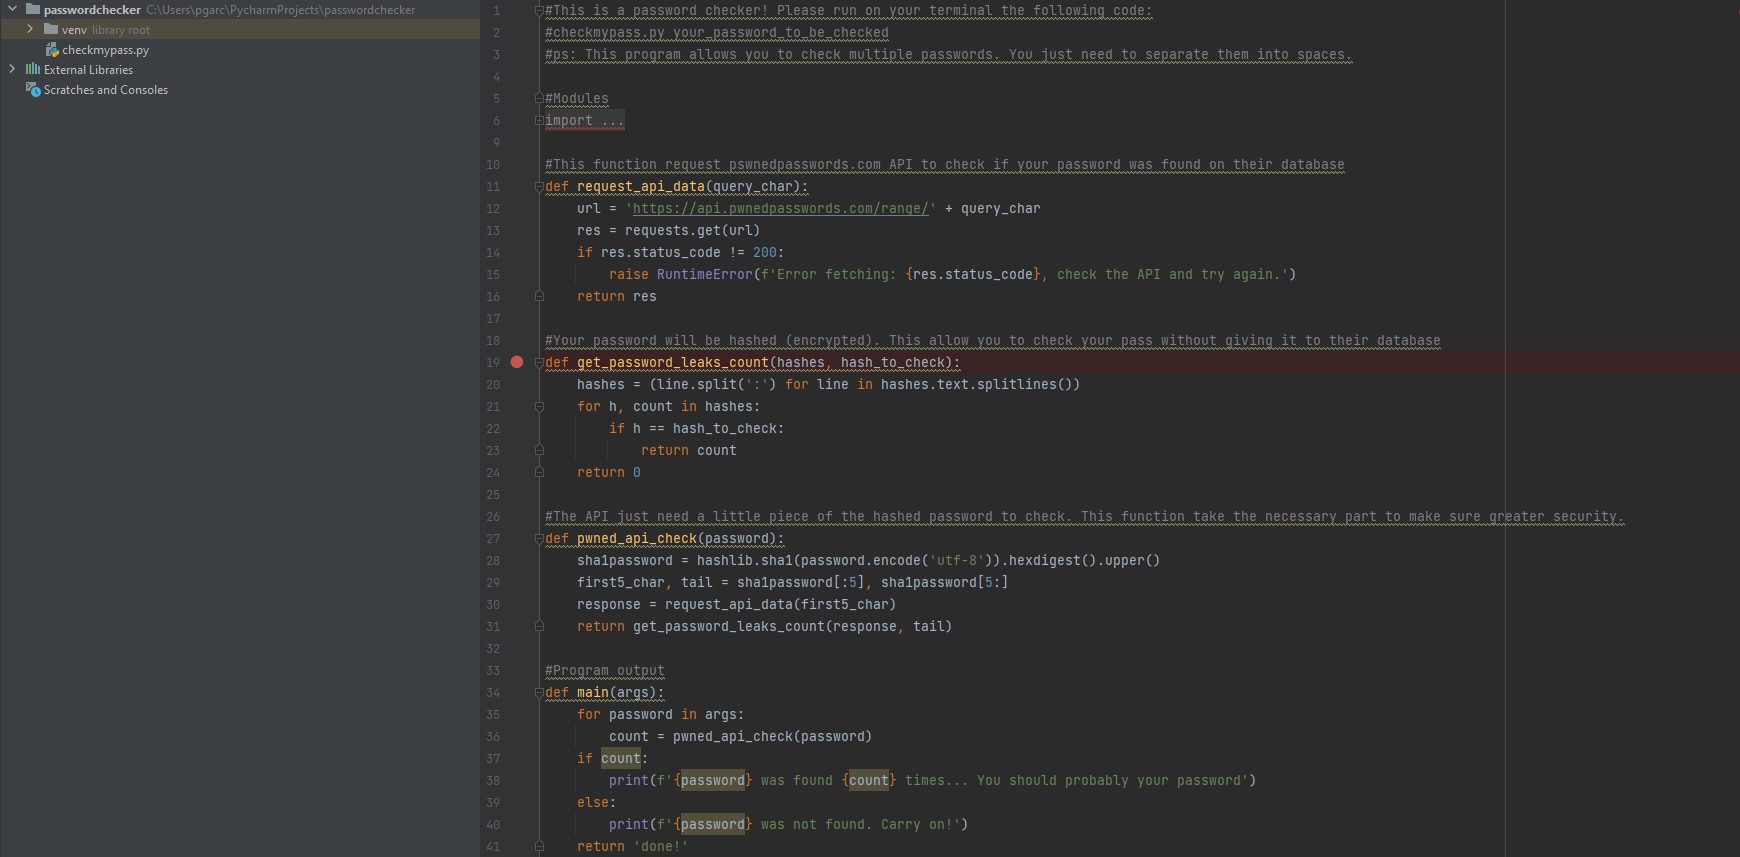 passwordchecker C:\Users\pgarc\PycharmProjects\passwordchecker
venv library root
checkmypass.py
External Libraries
Scratches and Consoles
1 #This is a password checker! Please run on your terminal the following code:
2 #checkmypass.py your_password_to_be_checked
3 #ps: This program allows you to check multiple passwords. You just need to separate them into spaces.
4
5 #Modules
6 import ...
9
10 #This function request pswnedpasswords.com API to check if your password was found on their database
11 def request_api_data(query_char):
12 url = 'https://api.pwnedpasswords.com/range/' + query_char
13 res = requests.get(url)
14 if res.status_code != 200:
15 raise RuntimeError(f'Error fetching: {res.status_code}, check the API and try again.')
16 return res
17
18 #Your password will be hashed (encrypted). This allow you to check your pass without giving it to their database
19 def get_password_leaks_count(hashes, hash_to_check):
20 hashes = (line.split(':') for line in hashes.text.splitlines())
21 for h, count in hashes:
22 if h == hash_to_check:
23 return count
24 return 0
25
26 #The API just need a little piece of the hashed password to check. This function take the necessary part to make sure greater security.
27 def pwned_api_check(password):
28 sha1password = hashlib.sha1(password.encode('utf-8')).hexdigest().upper()
29 first5_char, tail = sha1password[:5], sha1password[5:]
30 response = request_api_data(first5_char)
31 return get_password_leaks_count(response, tail)
32
33 #Program output
34 def main(args):
35 for password in args:
36 count = pwned_api_check(password)
37 if count:
38 print(f'{password} was found {count} times... You should probably your password')
39 else:
40 print(f'{password} was not found. Carry on!')
41 return 'done!'